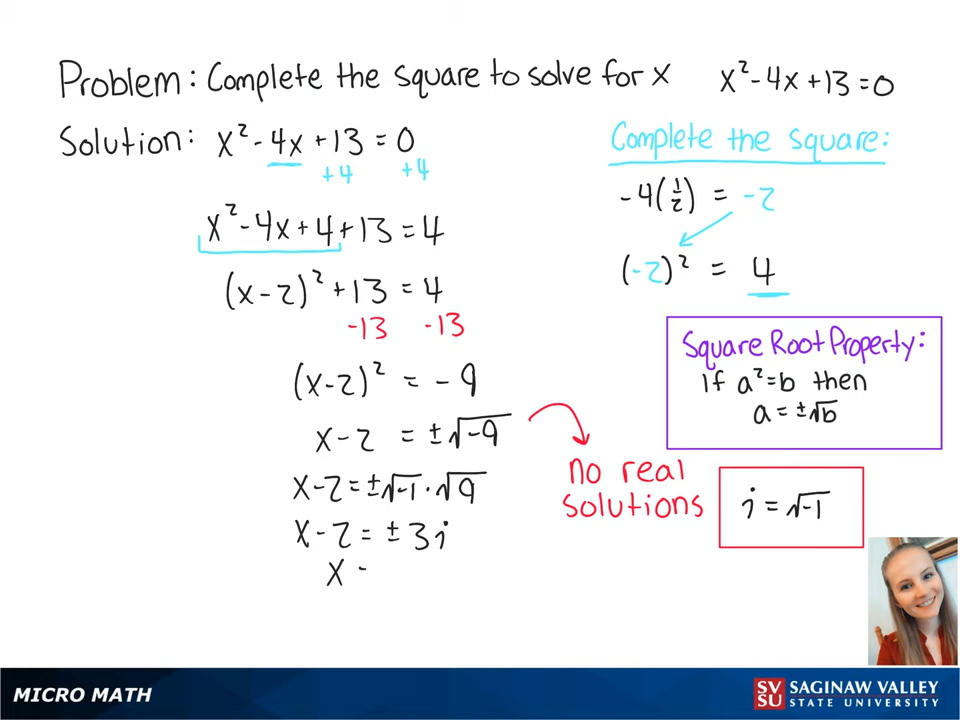 Problem: Complete the square to solve for x x² - 4x + 13 = 0
Solution: x² - 4x + 13 = 0
+4 +4
x² - 4x + 4 + 13 = 4
(x - 2)² + 13 = 4
-13 -13
(x - 2)² = -9
x - 2 = ±√-9
x - 2 = ±√-1 · √9
x - 2 = ± 3i
x -
Complete the square:
-4(1/2) = -2
(-2)² = 4
Square Root Property:
If a² = b then
a = ±√b
no real
solutions
i = √-1
MICRO MATH
SV
SU
SAGINAW VALLEY
STATE UNIVERSITY